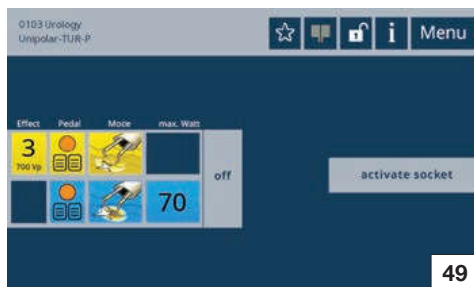 0103 Urology
Unipolar-TUR-P
i Menu
Effect Pedal Mode max. Watt
3
700 Vp
off
activate socket
70
49